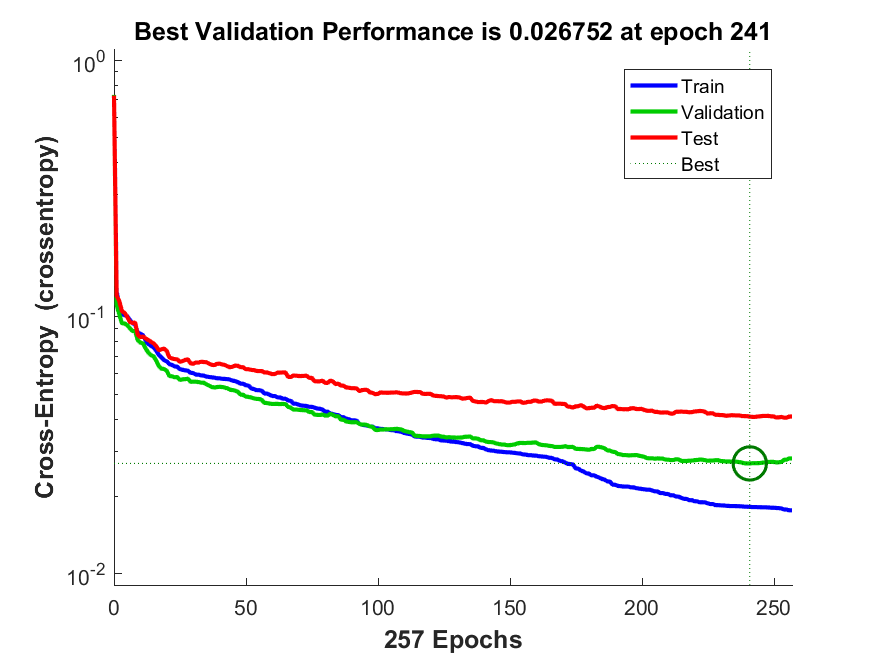 Best Validation Performance is 0.026752 at epoch 241
Cross-Entropy (crossentropy)
10^0
10^-1
10^-2
Train
Validation
Test
Best
0 50 100 150 200 250
257 Epochs